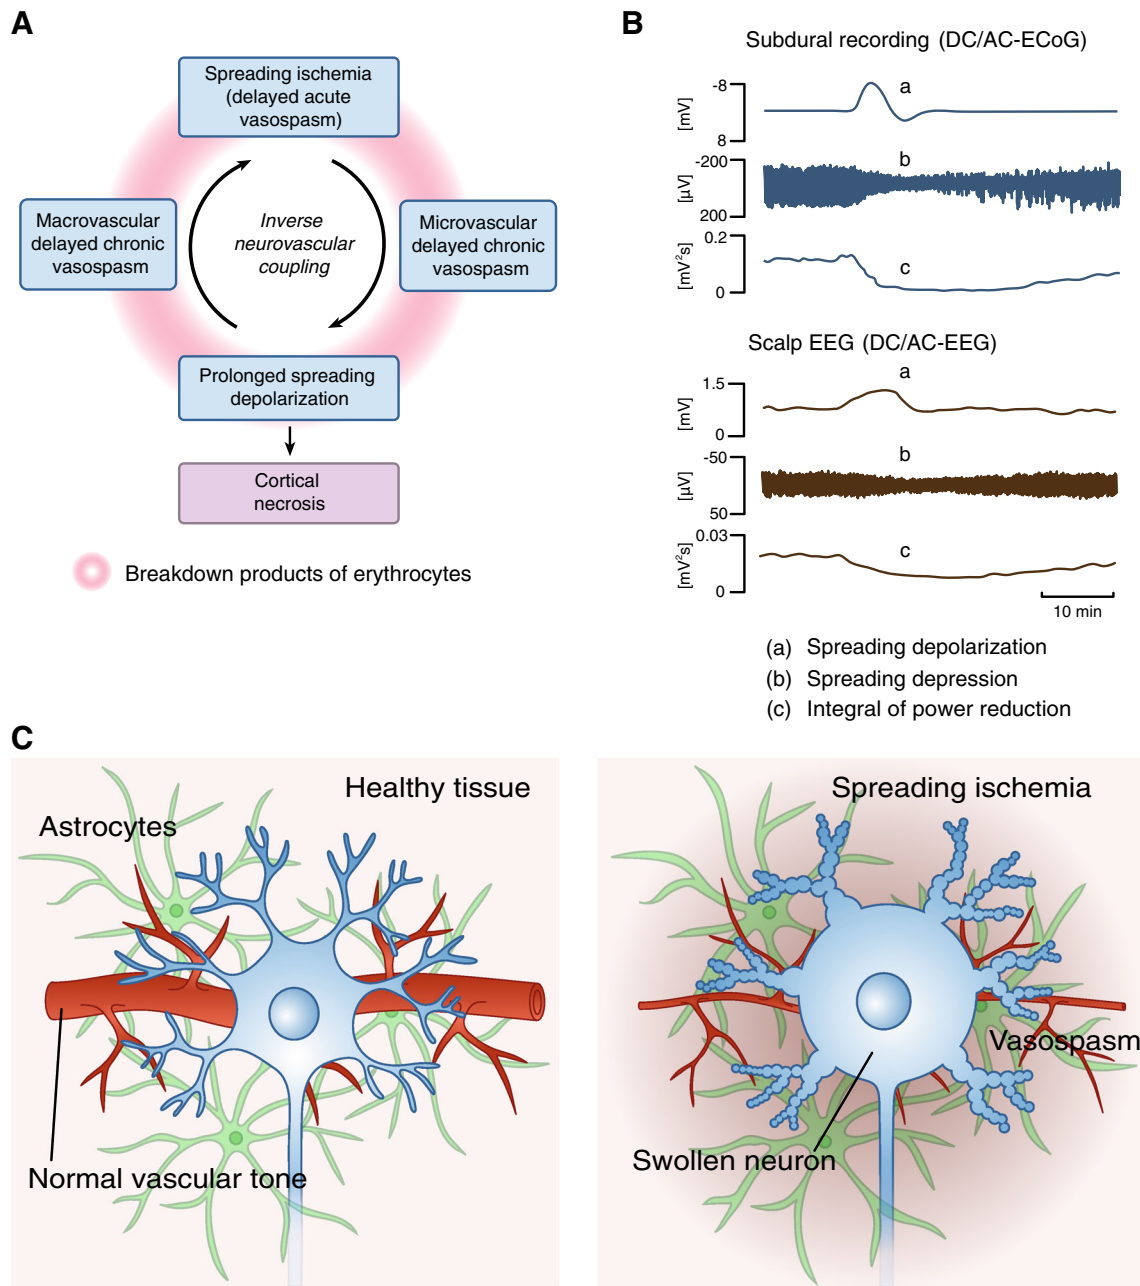 A
Spreading ischemia
(delayed acute
vasospasm)
Macrovascular
delayed chronic
vasospasm
Inverse
neurovascular
coupling
Microvascular
delayed chronic
vasospasm
Prolonged spreading
depolarization
Cortical
necrosis
Breakdown products of erythrocytes
B
Subdural recording (DC/AC-ECoG)
-8
[mV]
8
a
-200
[µV]
200
b
0.2
[mV²s]
0
c
Scalp EEG (DC/AC-EEG)
1.5
[mV]
0
a
-50
[µV]
50
b
0.03
[mV²s]
0
c
10 min
(a) Spreading depolarization
(b) Spreading depression
(c) Integral of power reduction
C
Healthy tissue
Astrocytes
Normal vascular tone
Spreading ischemia
Vasospasm
Swollen neuron